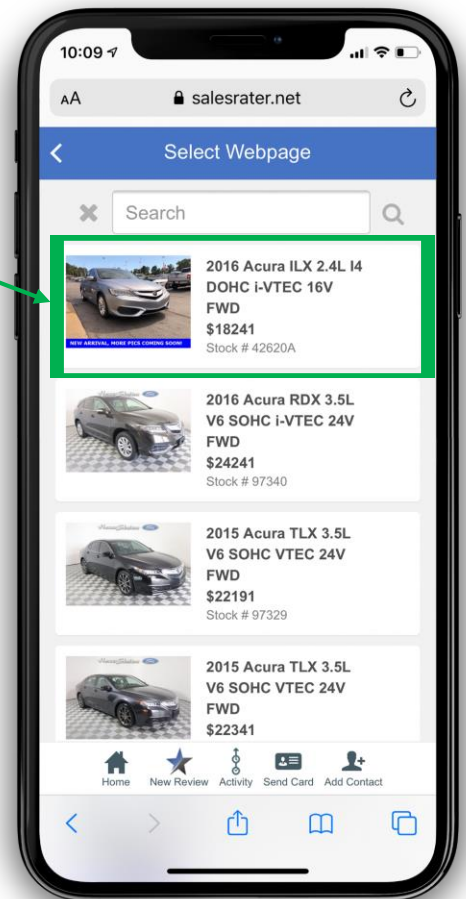 10:09
AA salesrater.net
Select Webpage
Search
2016 Acura ILX 2.4L I4
DOHC i-VTEC 16V
FWD
$18241
Stock # 42620A
NEW ARRIVAL, MORE PICS COMING SOON!
2016 Acura RDX 3.5L
V6 SOHC i-VTEC 24V
FWD
$24241
Stock # 97340
2015 Acura TLX 3.5L
V6 SOHC VTEC 24V
FWD
$22191
Stock # 97329
2015 Acura TLX 3.5L
V6 SOHC VTEC 24V
FWD
$22341
Home New Review Activity Send Card Add Contact